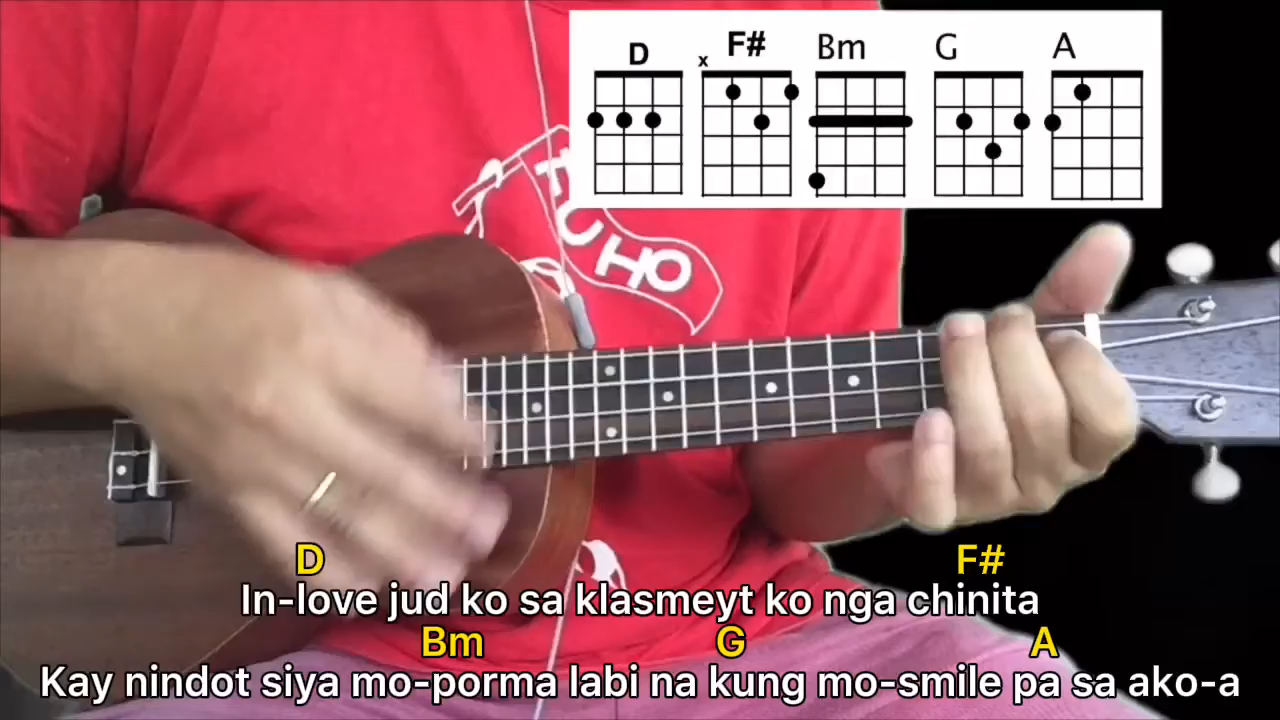 D F# Bm G A
x
TUHO
D F#
In-love jud ko sa klasmeyt ko nga chinita
Bm G A
Kay nindot siya mo-porma labi na kung mo-smile pa sa ako-a